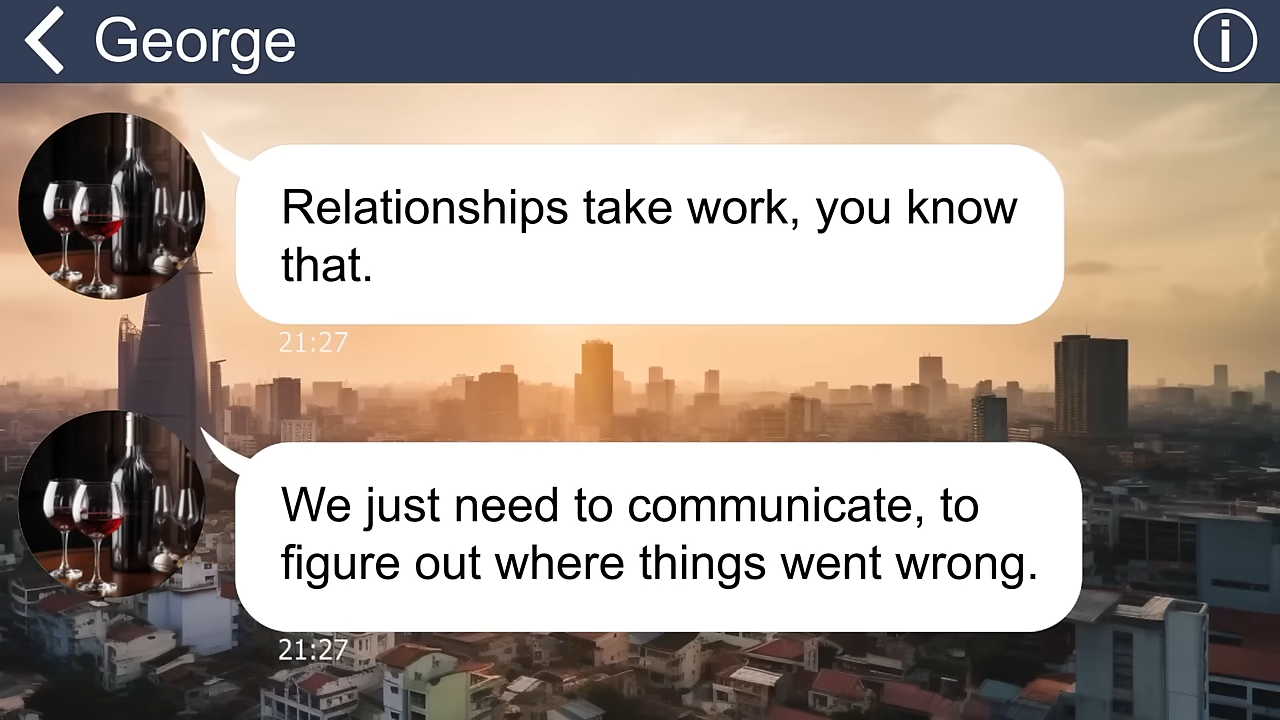 George
Relationships take work, you know
that.
21:27
We just need to communicate, to
figure out where things went wrong.
21:27